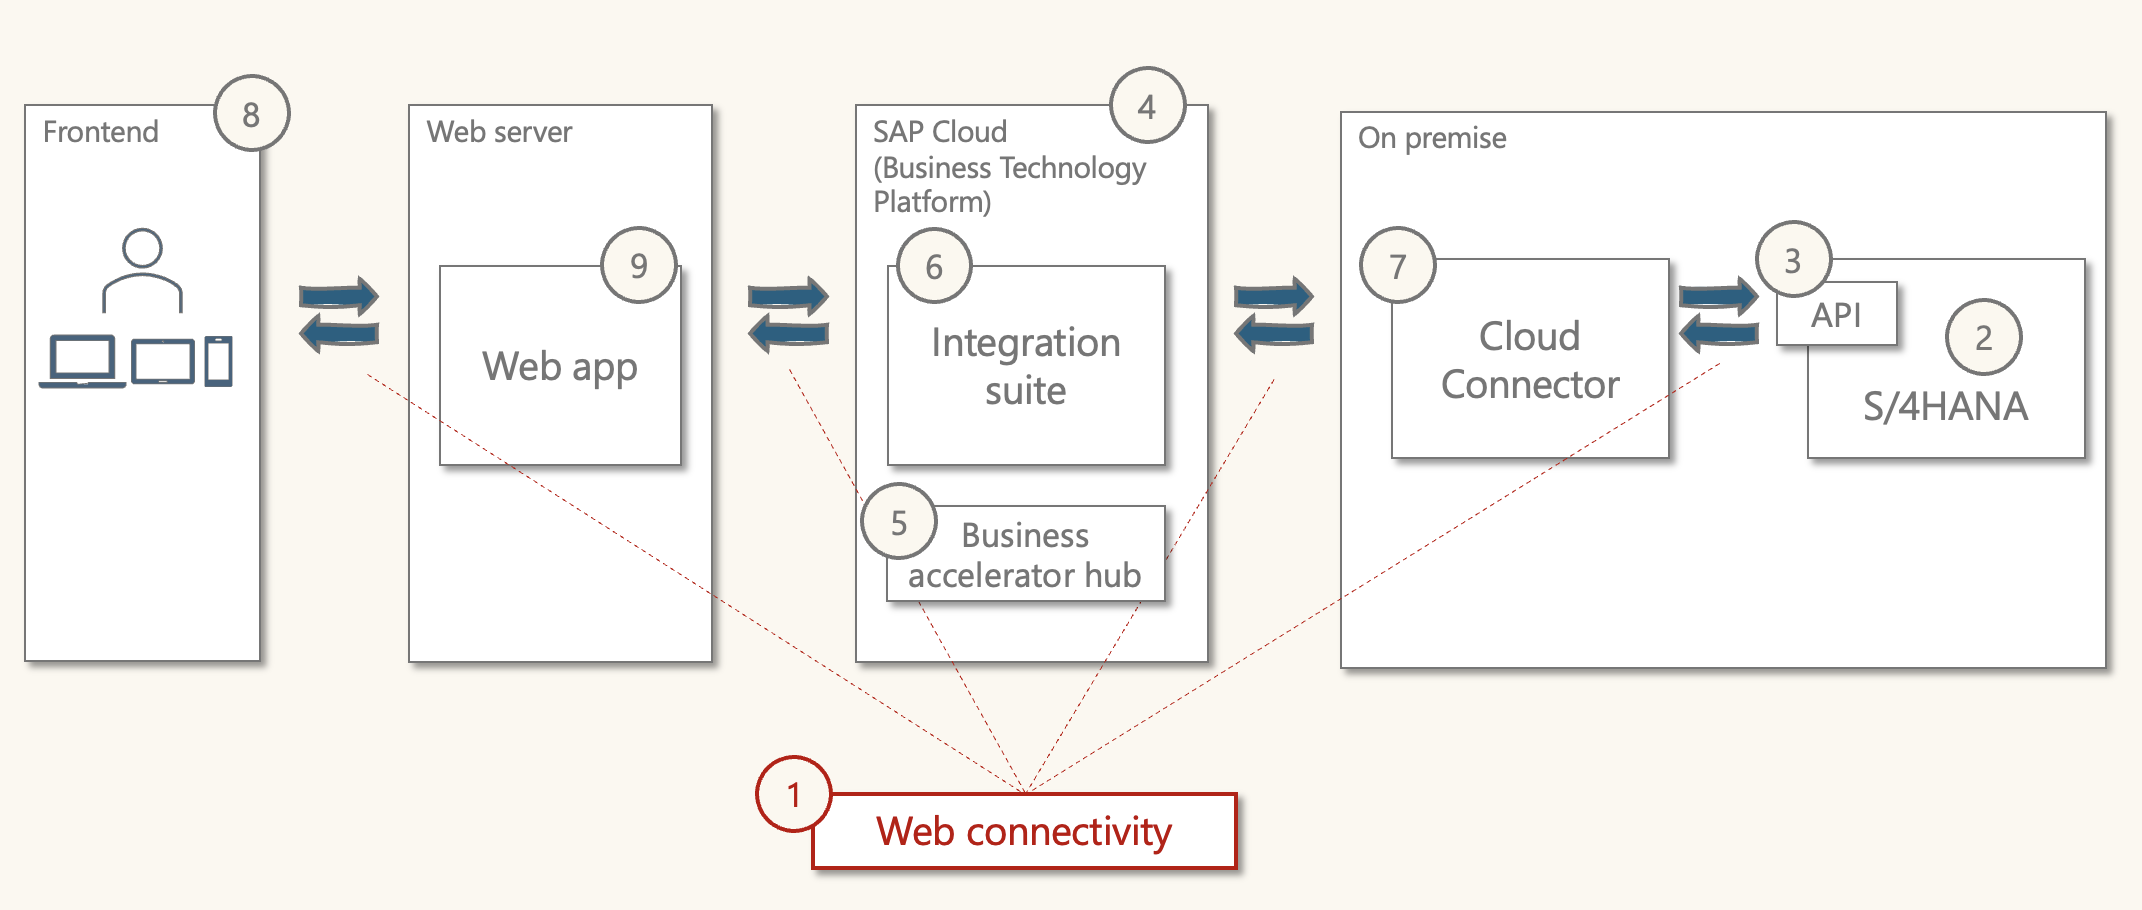 8
Frontend
Web server
9
Web app
4
SAP Cloud
(Business Technology
Platform)
6
Integration
suite
5
Business
accelerator hub
On premise
7
Cloud
Connector
3
API
2
S/4HANA
1
Web connectivity